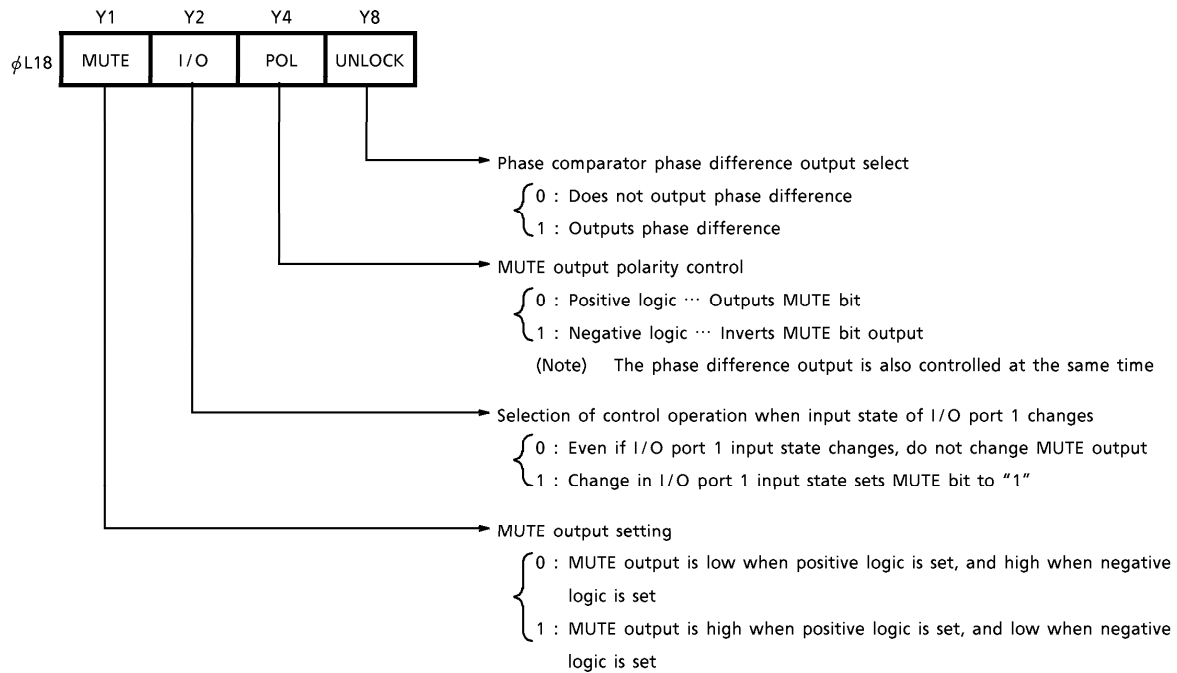 Y1 Y2 Y4 Y8
ϕL18 MUTE I/O POL UNLOCK
Phase comparator phase difference output select
0 : Does not output phase difference
1 : Outputs phase difference
MUTE output polarity control
0 : Positive logic ··· Outputs MUTE bit
1 : Negative logic ··· Inverts MUTE bit output
(Note) The phase difference output is also controlled at the same time
Selection of control operation when input state of I/O port 1 changes
0 : Even if I/O port 1 input state changes, do not change MUTE output
1 : Change in I/O port 1 input state sets MUTE bit to “1”
MUTE output setting
0 : MUTE output is low when positive logic is set, and high when negative
logic is set
1 : MUTE output is high when positive logic is set, and low when negative
logic is set